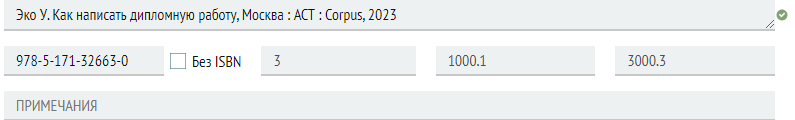 Эко У. Как написать дипломную работу, Москва : АСТ : Corpus, 2023
978-5-171-32663-0 Без ISBN 3 1000.1 3000.3
ПРИМЕЧАНИЯ